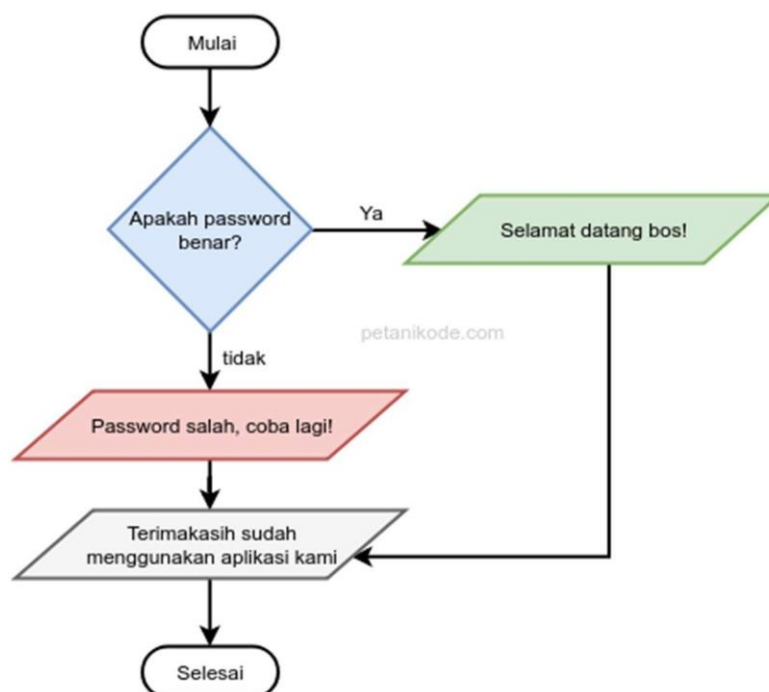 Mulai
Apakah password
benar?
Ya
Selamat datang bos!
petanikode.com
tidak
Password salah, coba lagi!
Terimakasih sudah
menggunakan aplikasi kami
Selesai